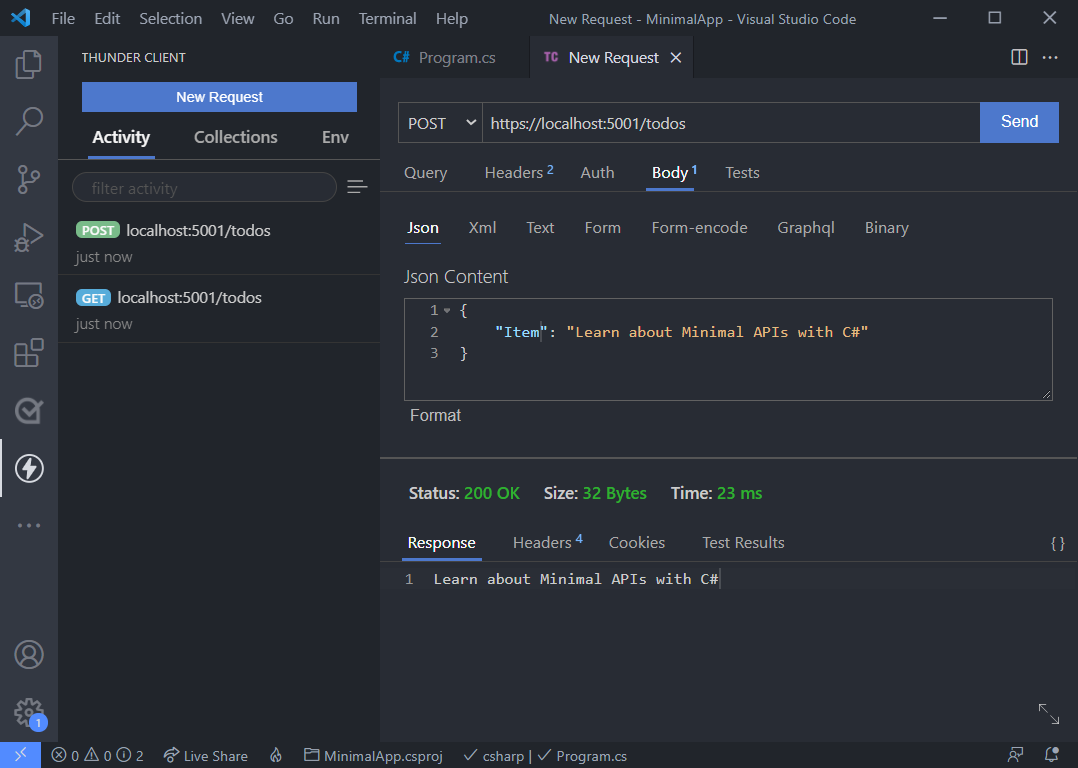 File Edit Selection View Go Run Terminal Help New Request - MinimalApp - Visual Studio Code
THUNDER CLIENT
New Request
Activity Collections Env
filter activity
POST localhost:5001/todos
just now
GET localhost:5001/todos
just now
C# Program.cs TC New Request
POST https://localhost:5001/todos Send
Query Headers 2 Auth Body 1 Tests
Json Xml Text Form Form-encode Graphql Binary
Json Content
1 {
2 "Item": "Learn about Minimal APIs with C#"
3 }
Format
Status: 200 OK Size: 32 Bytes Time: 23 ms
Response Headers 4 Cookies Test Results { }
1 Learn about Minimal APIs with C#
1
0 0 2 Live Share MinimalApp.csproj csharp | Program.cs